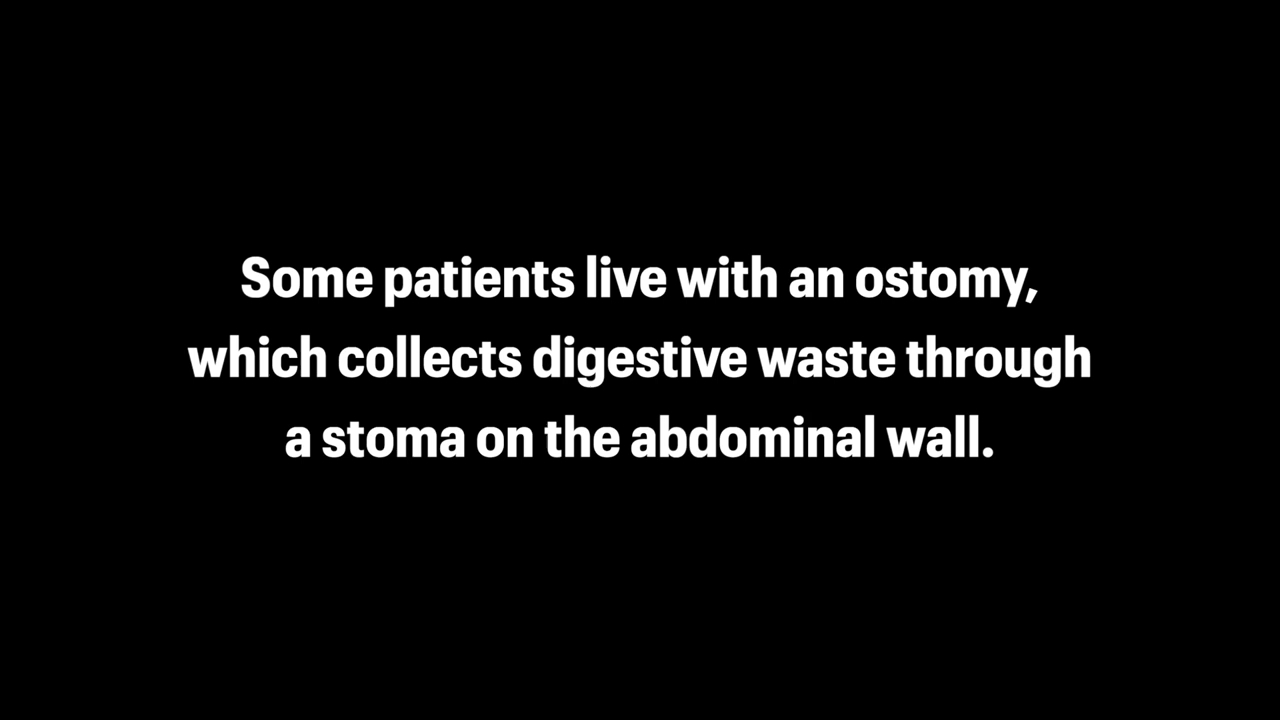 Some patients live with an ostomy,
which collects digestive waste through
a stoma on the abdominal wall.